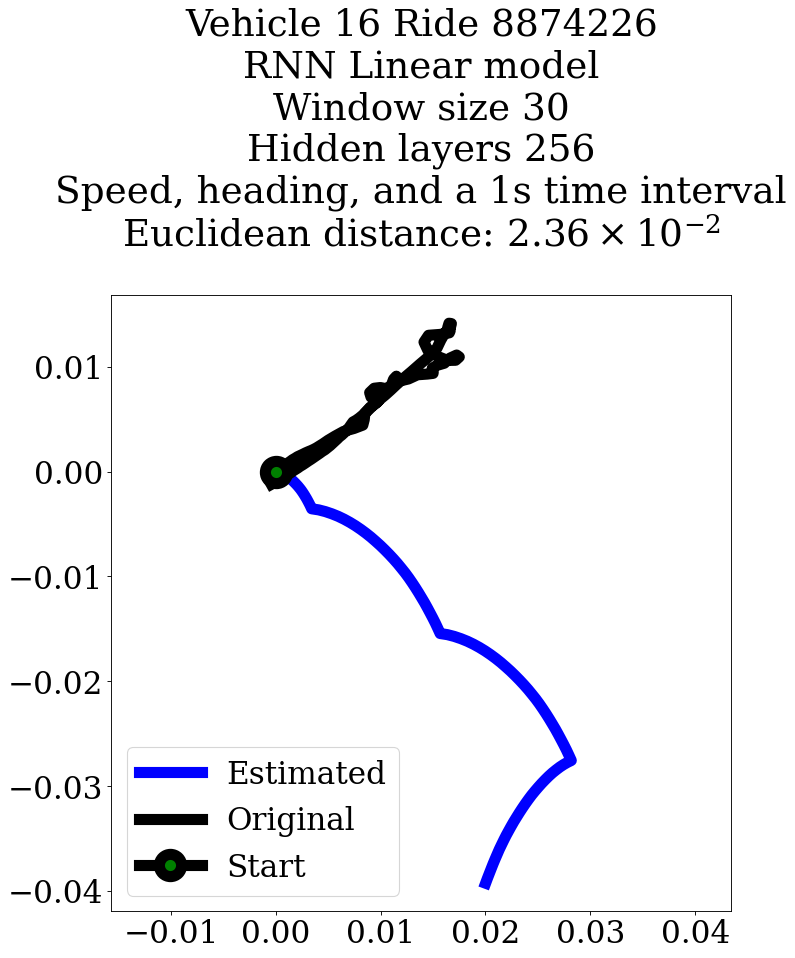 Vehicle 16 Ride 8874226
RNN Linear model
Window size 30
Hidden layers 256
Speed, heading, and a 1s time interval
Euclidean distance: 2.36 × 10⁻²
0.01
0.00
−0.01
−0.02
−0.03
−0.04
Estimated
Original
Start
−0.01 0.00 0.01 0.02 0.03 0.04